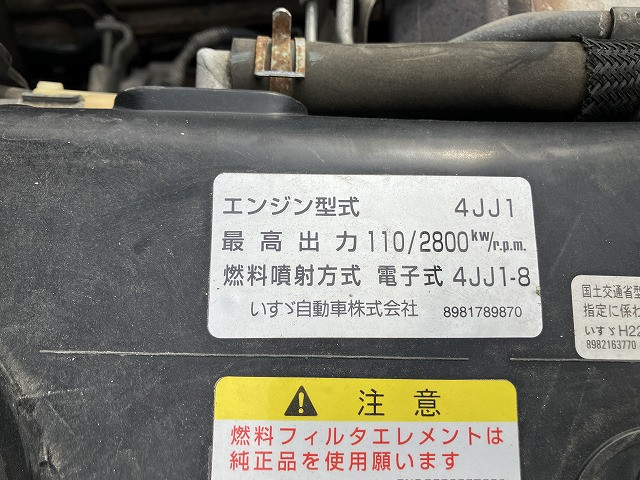 エンジン型式 4JJ1
最高出力 110/2800 kw/r.p.m.
燃料噴射方式 電子式 4JJ1-8
いすゞ自動車株式会社 8981789870
国土交通省型
指定に係わ
いすゞH22
8982163770
注意
燃料フィルタエレメントは
純正品を使用願います